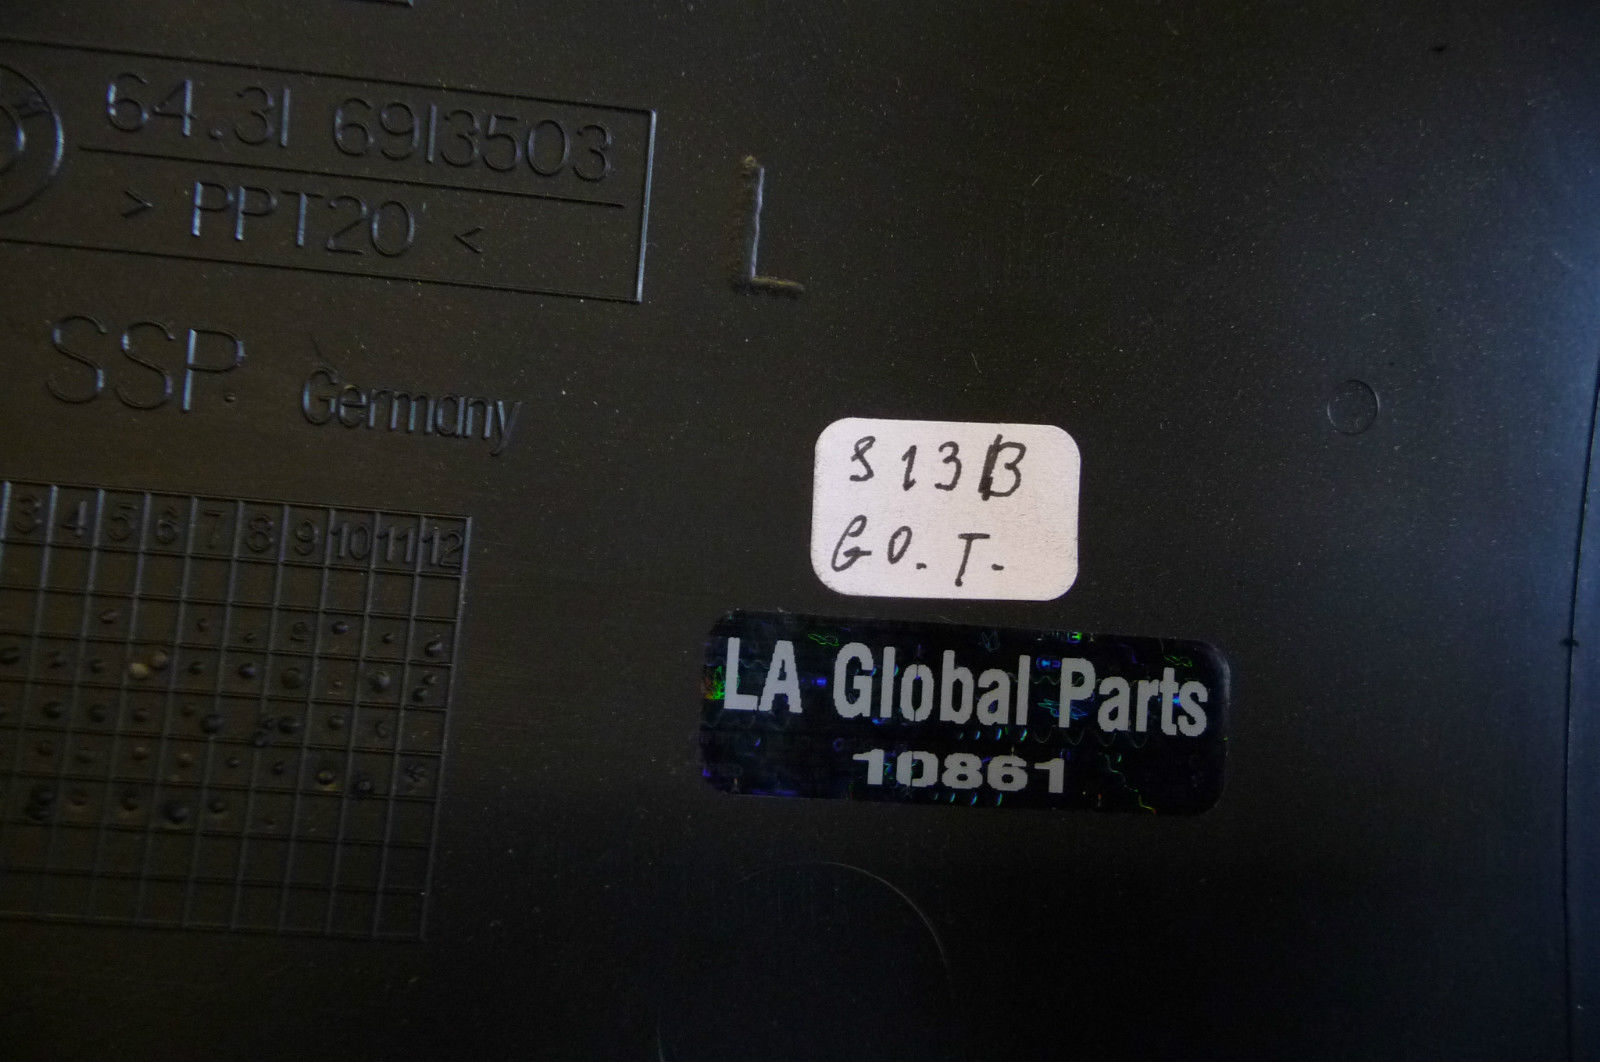 64.31 6913503
> PPT20 <
L
SSP. Germany
3 4 5 6 7 8 9 10 11 12
S13B
GO.T.
LA Global Parts
10861